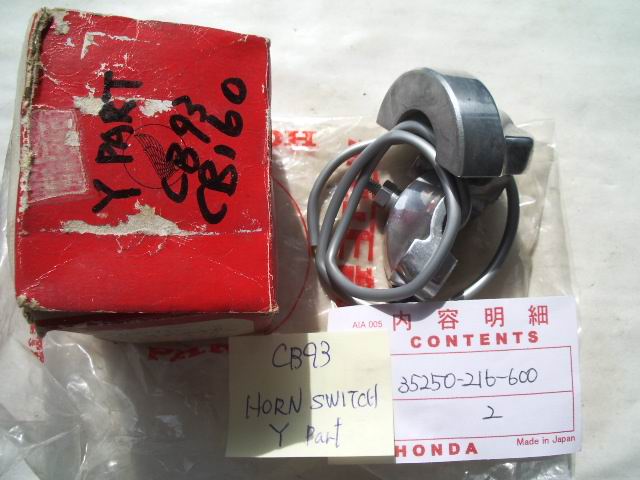 Y PART
CB93
CB160
AIA 005
内容明細
CONTENTS
35250-216-600
2
HONDA
Made in Japan
CB93
HORN SWITCH
Y Part